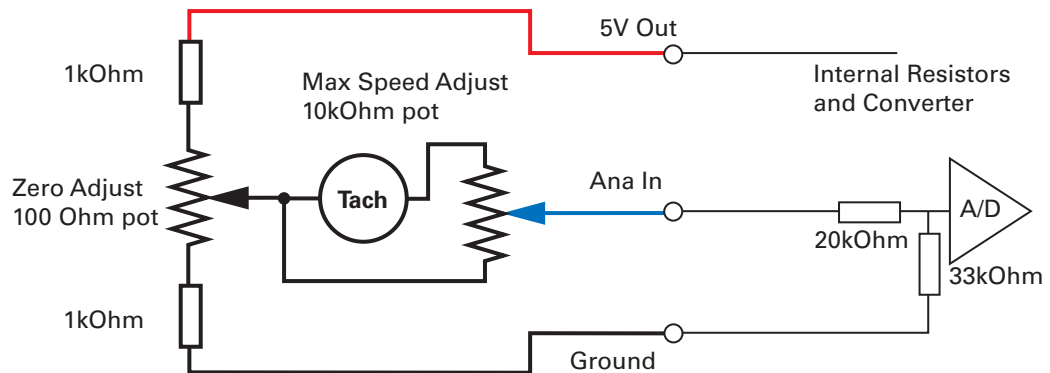 5V Out
1kOhm
Max Speed Adjust
10kOhm pot
Internal Resistors
and Converter
Zero Adjust
100 Ohm pot
Tach
Ana In
A/D
20kOhm
33kOhm
1kOhm
Ground